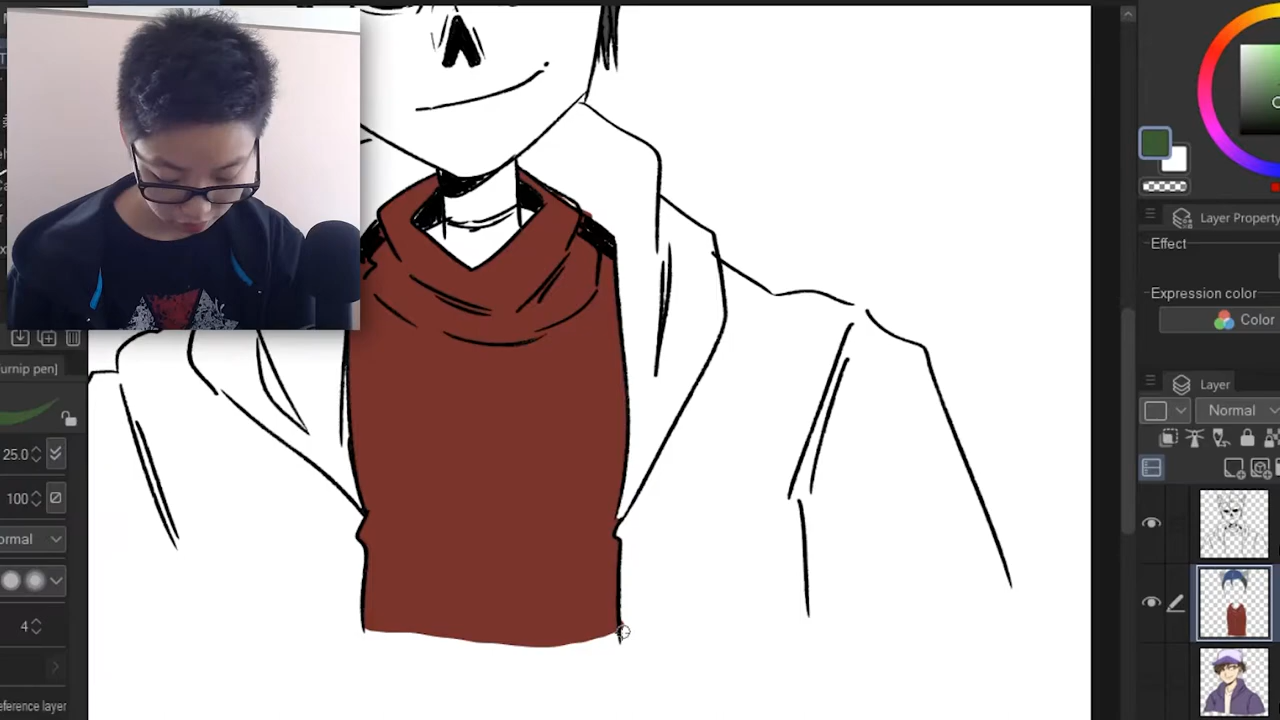 Layer Property
Effect
Expression color
Color
urnip pen]
Layer
Normal
25.0
100
ormal
4
eference layer